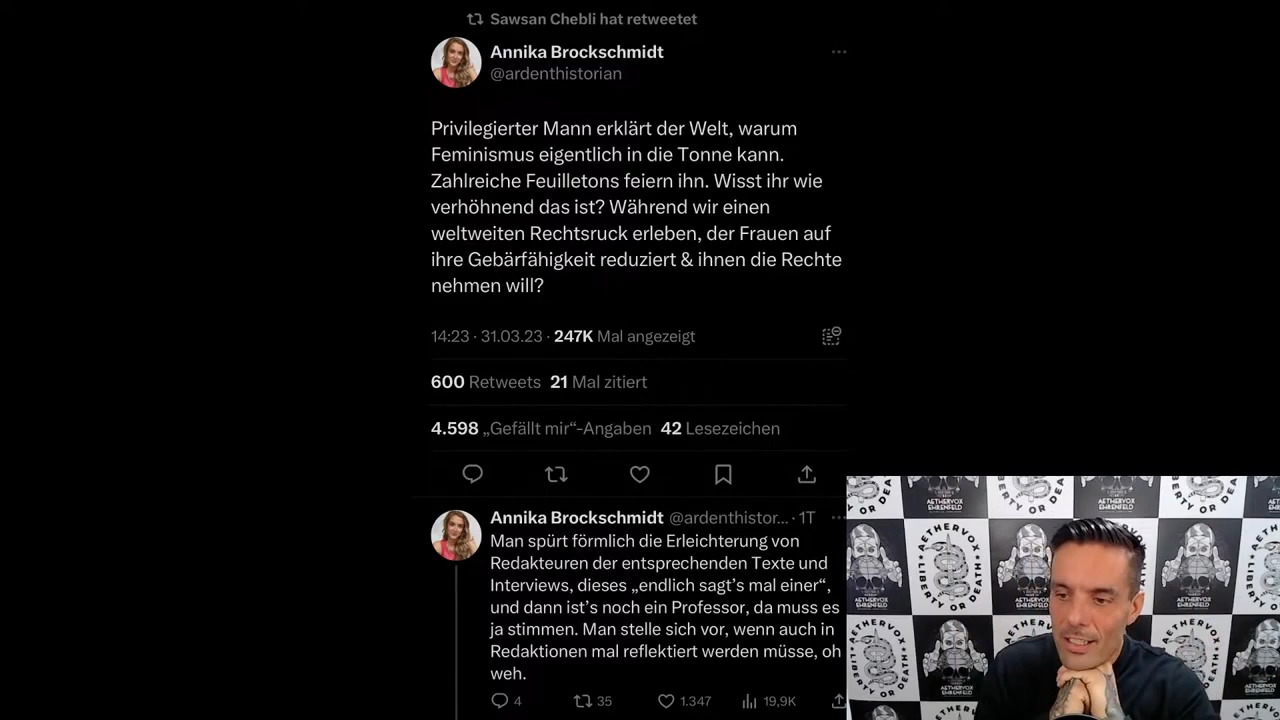 Sawsan Chebli hat retweetet
Annika Brockschmidt
@ardenthistorian
Privilegierter Mann erklärt der Welt, warum
Feminismus eigentlich in die Tonne kann.
Zahlreiche Feuilletons feiern ihn. Wisst ihr wie
verhöhnend das ist? Während wir einen
weltweiten Rechtsruck erleben, der Frauen auf
ihre Gebärfähigkeit reduziert & ihnen die Rechte
nehmen will?
14:23 · 31.03.23 · 247K Mal angezeigt
600 Retweets 21 Mal zitiert
4.598 „Gefällt mir“-Angaben 42 Lesezeichen
Annika Brockschmidt @ardenthistor... · 1T
Man spürt förmlich die Erleichterung von
Redakteuren der entsprechenden Texte und
Interviews, dieses „endlich sagt’s mal einer“,
und dann ist’s noch ein Professor, da muss es
ja stimmen. Man stelle sich vor, wenn auch in
Redaktionen mal reflektiert werden müsse, oh
weh.
4 35 1.347 19,9K
AETHERVOX
EHRENFELD
AETHERVOX
LIBERTY OR DEATH